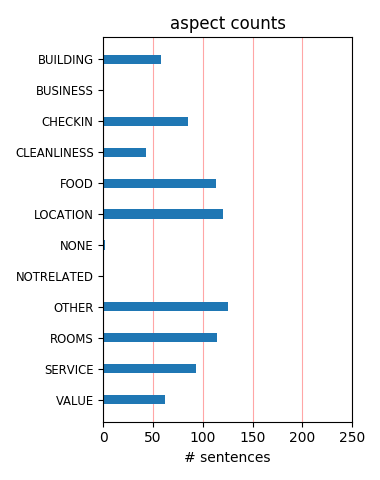 aspect counts
BUILDING
BUSINESS
CHECKIN
CLEANLINESS
FOOD
LOCATION
NONE
NOTRELATED
OTHER
ROOMS
SERVICE
VALUE
0 50 100 150 200 250
# sentences